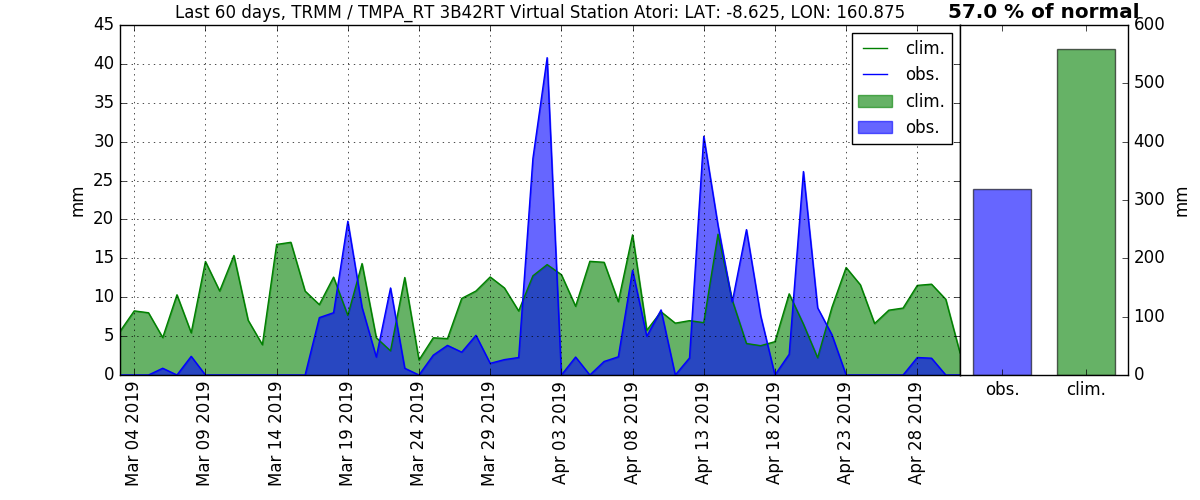 Last 60 days, TRMM / TMPA_RT 3B42RT Virtual Station Atori: LAT: -8.625, LON: 160.875
57.0 % of normal
45
40
35
30
25
20
15
10
5
0
mm
clim.
obs.
clim.
obs.
Mar 04 2019
Mar 09 2019
Mar 14 2019
Mar 19 2019
Mar 24 2019
Mar 29 2019
Apr 03 2019
Apr 08 2019
Apr 13 2019
Apr 18 2019
Apr 23 2019
Apr 28 2019
600
500
400
300
200
100
0
mm
obs.
clim.